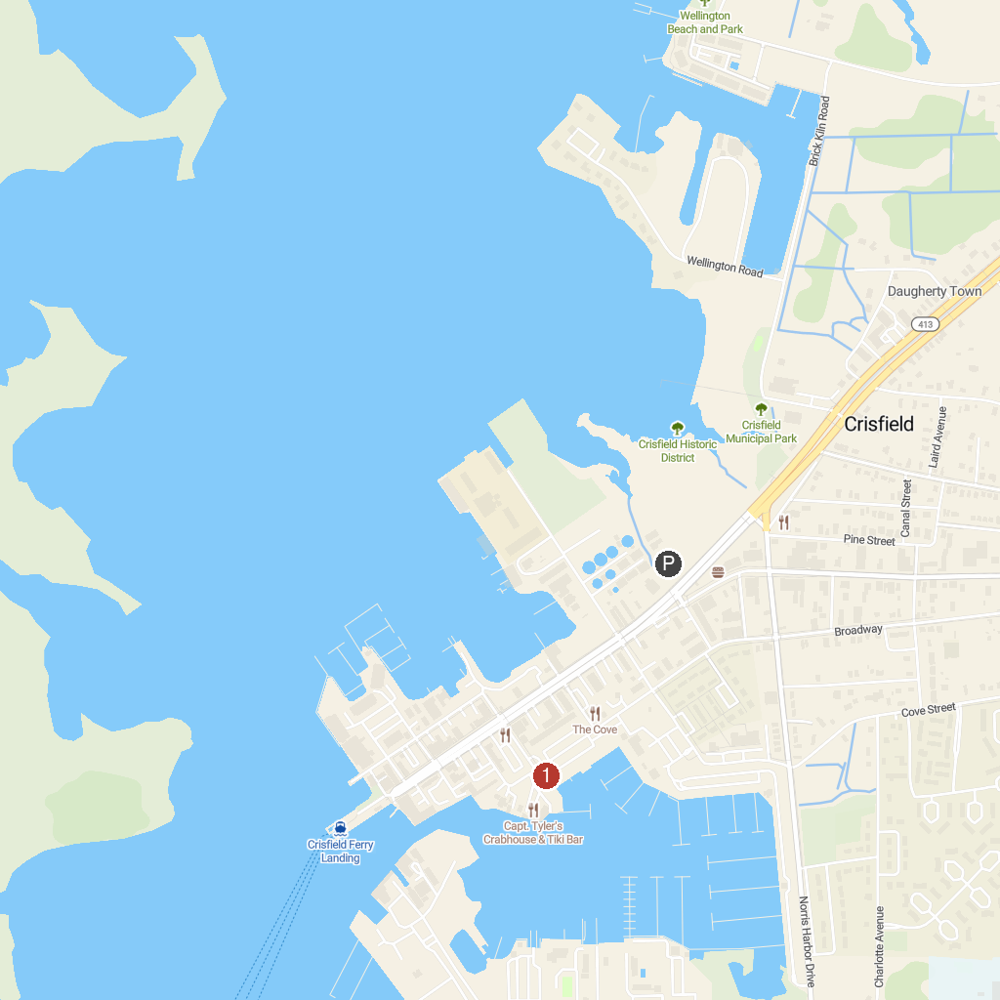 Wellington
Beach and Park
Brick Kiln Road
Wellington Road
Daugherty Town
413
Crisfield
Crisfield
Municipal Park
Crisfield Historic
District
Laird Avenue
Canal Street
Pine Street
P
Broadway
Cove Street
The Cove
1
Capt. Tyler's
Crabhouse & Tiki Bar
Crisfield Ferry
Landing
Norris Harbor Drive
Charlotte Avenue